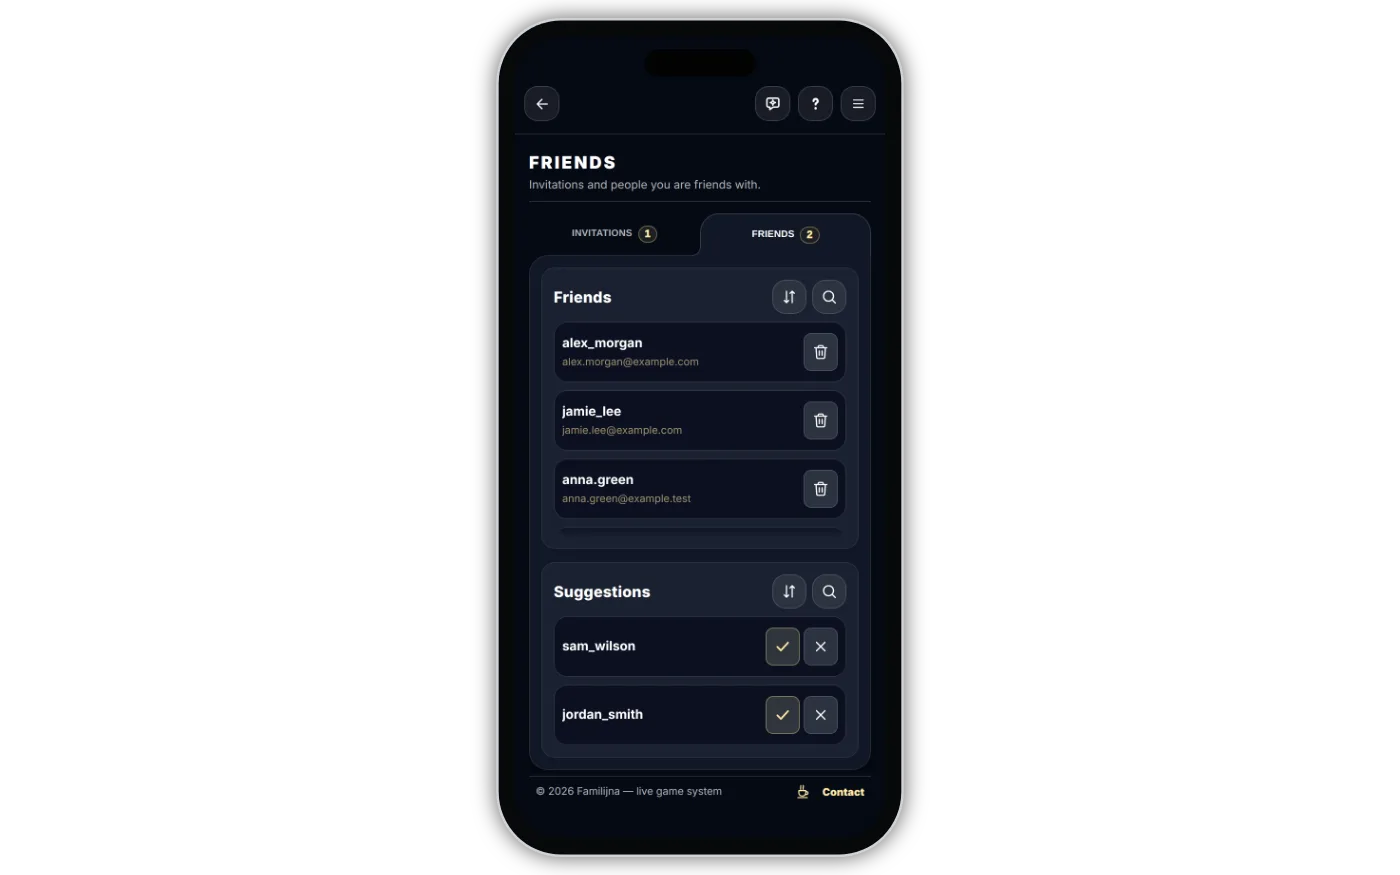 ?
FRIENDS
Invitations and people you are friends with.
INVITATIONS 1
FRIENDS 2
Friends
alex_morgan
alex.morgan@example.com
jamie_lee
jamie.lee@example.com
anna.green
anna.green@example.test
Suggestions
sam_wilson
jordan_smith
© 2026 Familijna — live game system
Contact